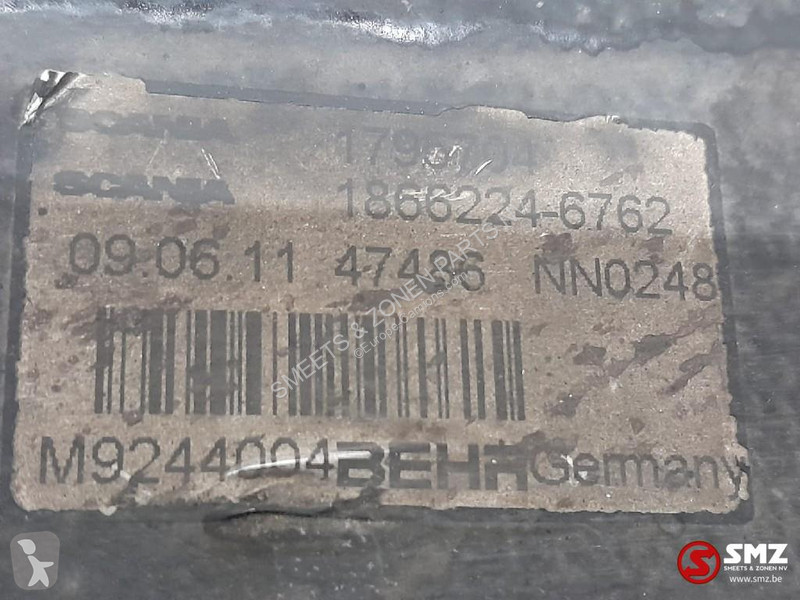 SCANIA
SCANIA 1866224-6762
09.06.11 47486 NN0248
M9244004 BEHR Germany
SMEETS & ZONEN PARTS
SMZ
SMEETS & ZONEN NV
www.smz.be